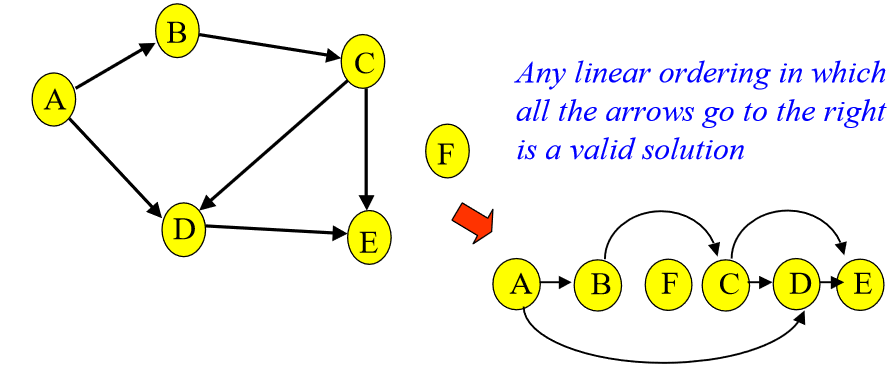 B
C
A
D
E
F
Any linear ordering in which
all the arrows go to the right
is a valid solution
A B F C D E